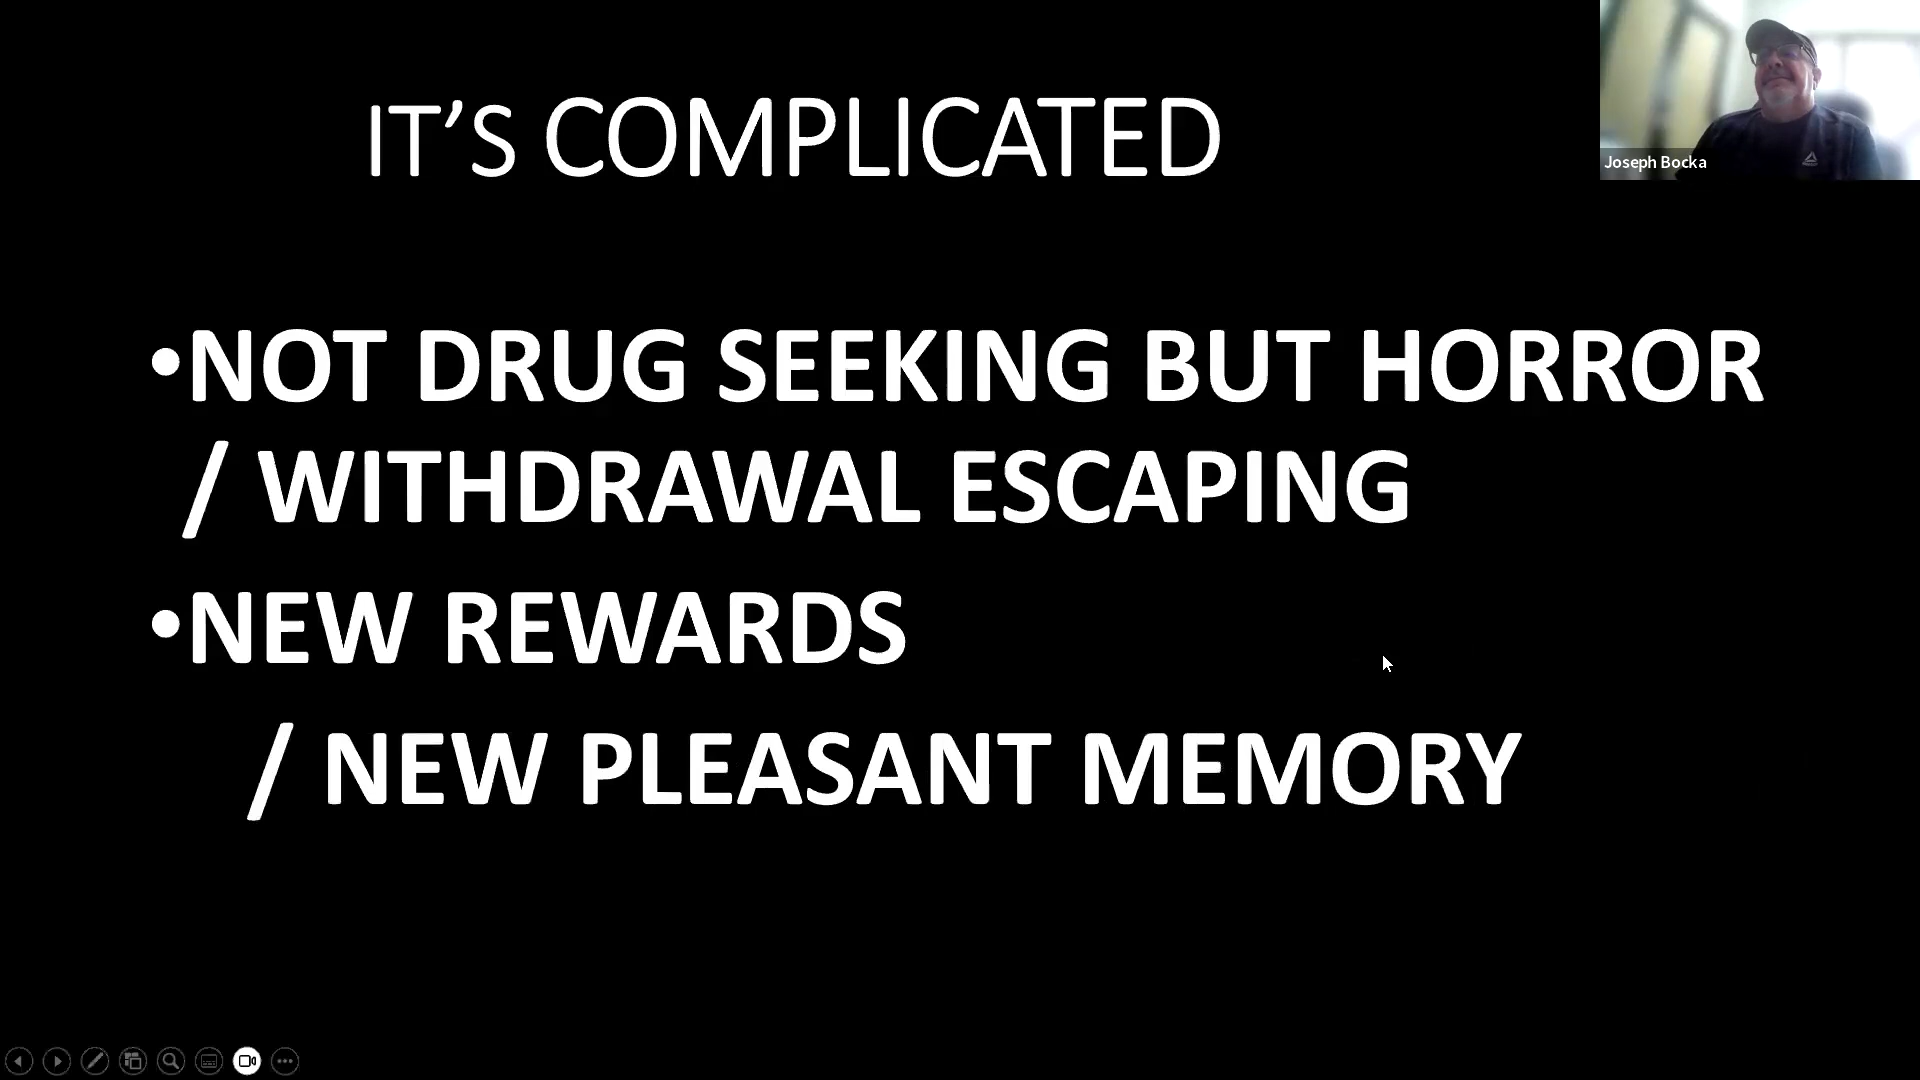 IT’S COMPLICATED
Joseph Bocka
•NOT DRUG SEEKING BUT HORROR
/ WITHDRAWAL ESCAPING
•NEW REWARDS
/ NEW PLEASANT MEMORY